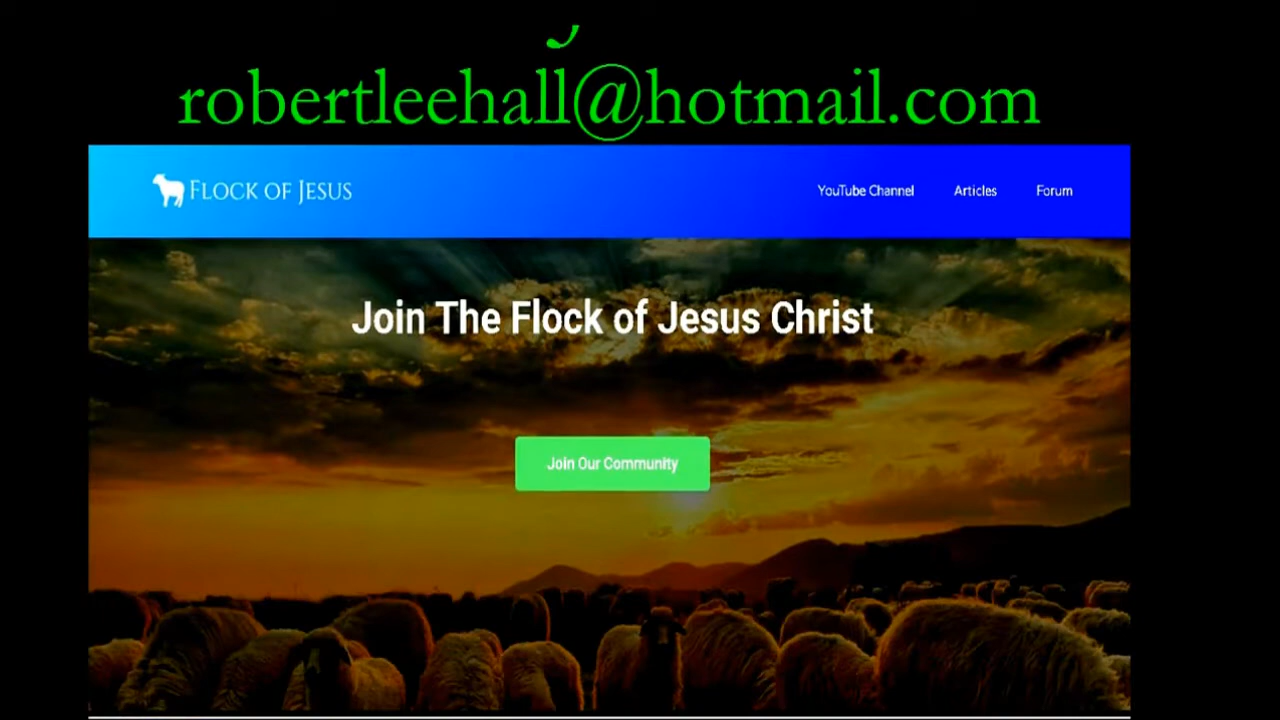 robertleehall@hotmail.com
FLOCK OF JESUS
YouTube Channel Articles Forum
Join The Flock of Jesus Christ
Join Our Community